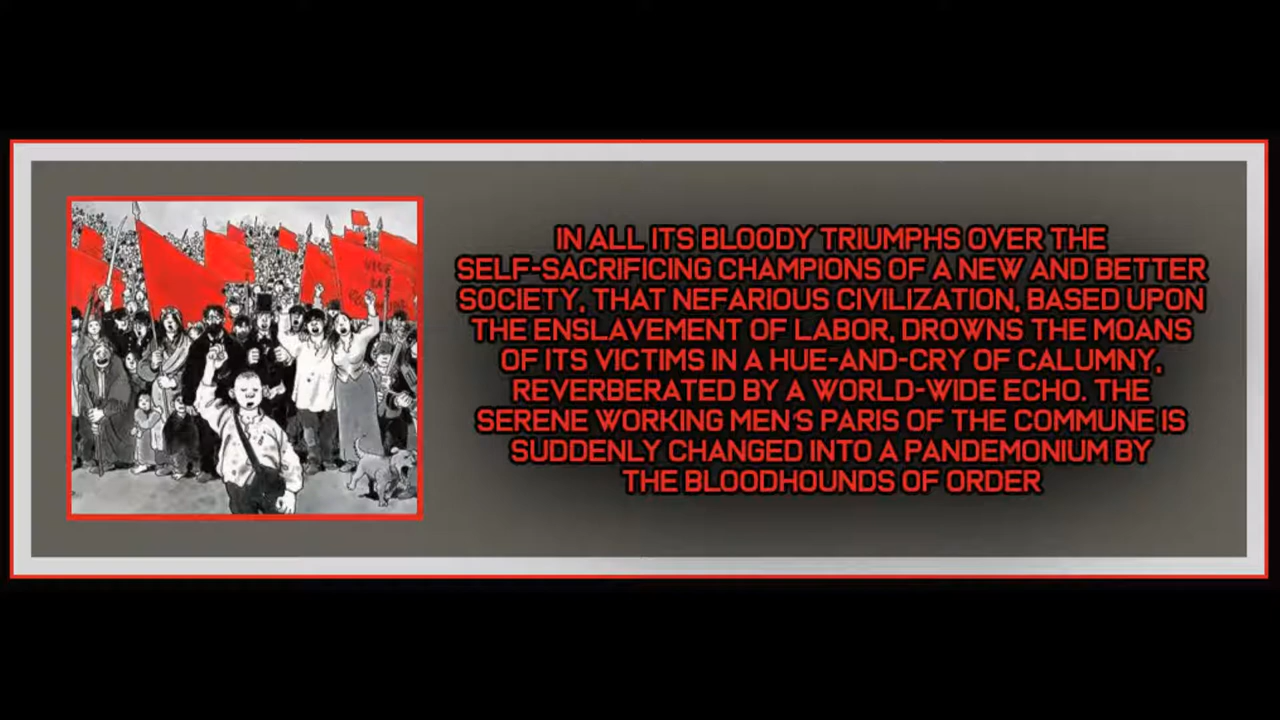 IN ALL ITS BLOODY TRIUMPHS OVER THE
SELF-SACRIFICING CHAMPIONS OF A NEW AND BETTER
SOCIETY, THAT NEFARIOUS CIVILIZATION, BASED UPON
THE ENSLAVEMENT OF LABOR, DROWNS THE MOANS
OF ITS VICTIMS IN A HUE-AND-CRY OF CALUMNY,
REVERBERATED BY A WORLD-WIDE ECHO. THE
SERENE WORKING MEN'S PARIS OF THE COMMUNE IS
SUDDENLY CHANGED INTO A PANDEMONIUM BY
THE BLOODHOUNDS OF ORDER